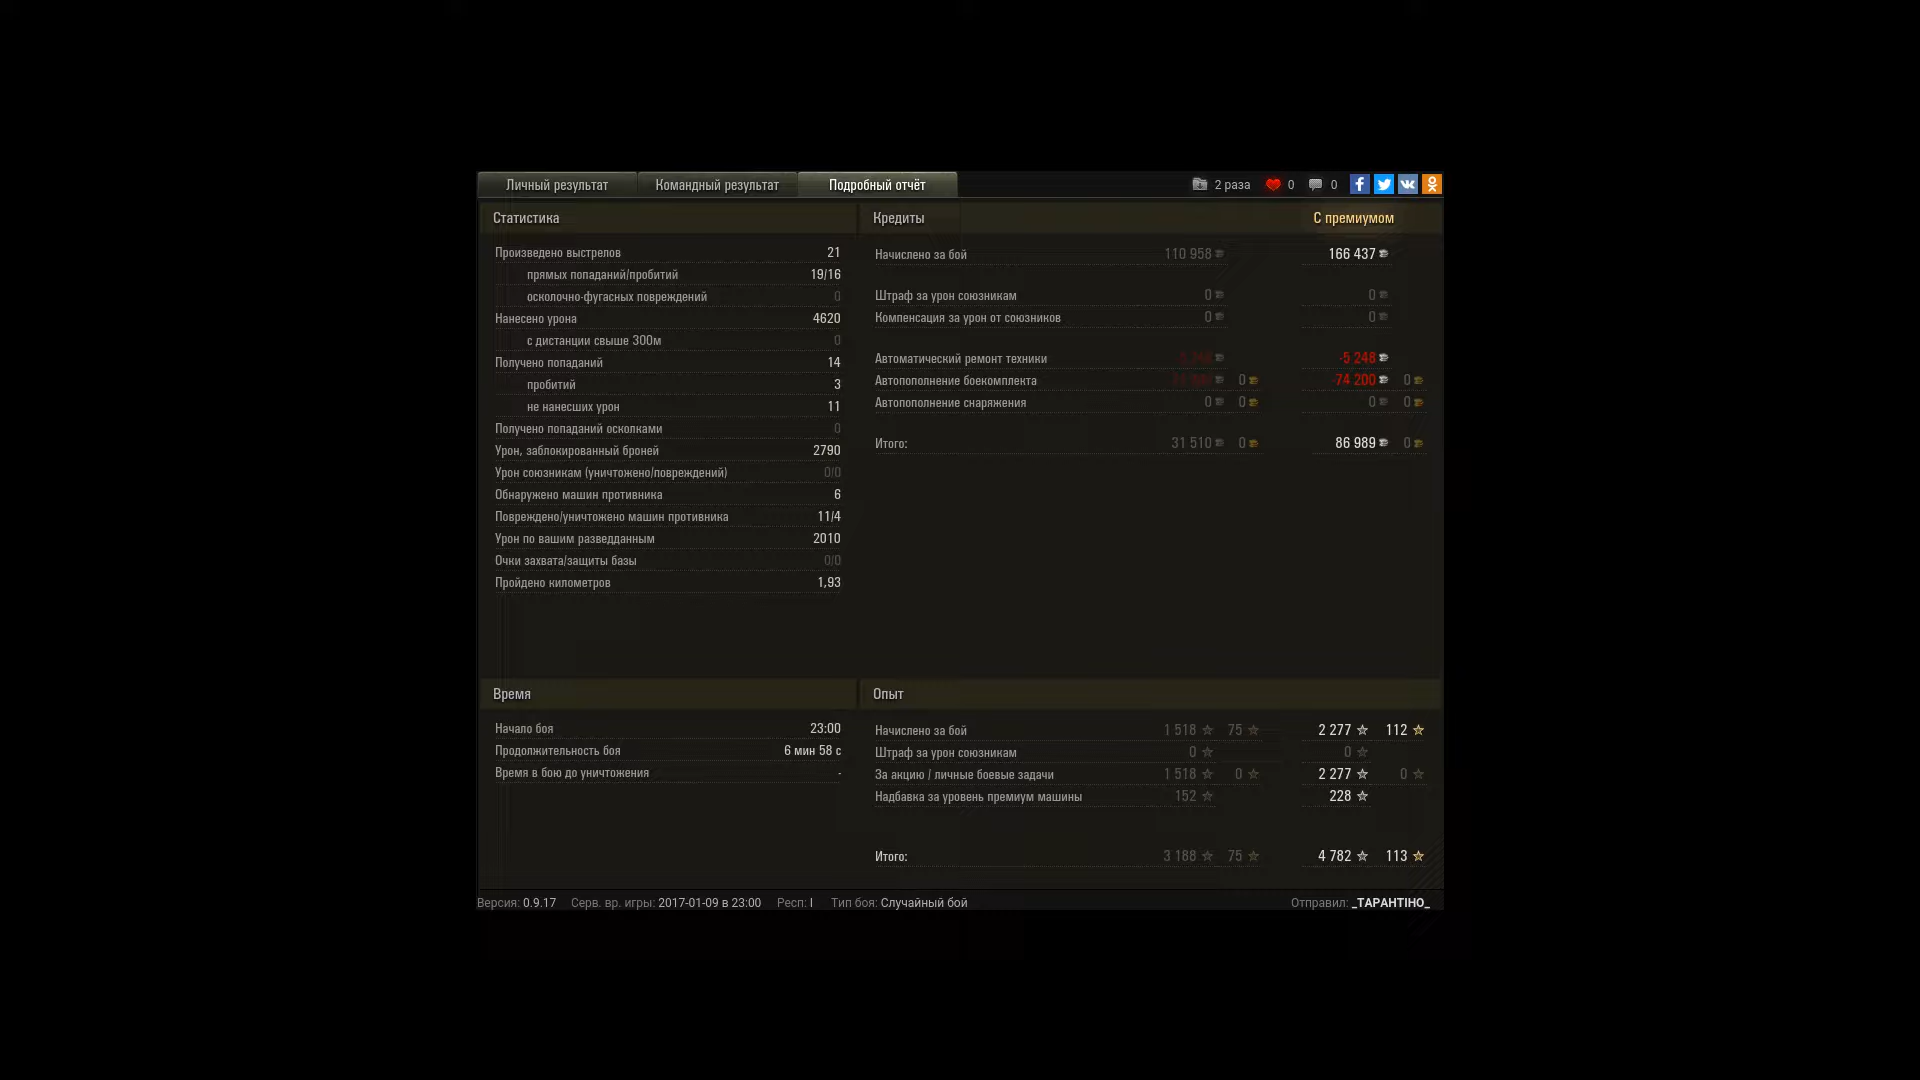 Личный результат Командный результат Подробный отчёт 2 раза 0 0
Статистика
Произведено выстрелов 21
прямых попаданий/пробитий 19/16
осколочно-фугасных повреждений 0
Нанесено урона 4620
с дистанции свыше 300м 0
Получено попаданий 14
пробитий 3
не нанесших урон 11
Получено попаданий осколками 0
Урон, заблокированный броней 2790
Урон союзникам (уничтожено/повреждений) 0/0
Обнаружено машин противника 6
Повреждено/уничтожено машин противника 11/4
Урон по вашим разведданным 2010
Очки захвата/защиты базы 0/0
Пройдено километров 1,93
Кредиты С премиумом
Начислено за бой 110 958 166 437
Штраф за урон союзникам 0 0
Компенсация за урон от союзников 0 0
Автоматический ремонт техники -5 248 -5 248
Автопополнение боекомплекта 0 -74 200 0
Автопополнение снаряжения 0 0 0 0
Итого: 31 510 0 86 989 0
Время
Начало боя 23:00
Продолжительность боя 6 мин 58 с
Время в бою до уничтожения -
Опыт
Начислено за бой 1 518 75 2 277 112
Штраф за урон союзникам 0 0
За акцию / личные боевые задачи 1 518 0 2 277 0
Надбавка за уровень премиум машины 152 228
Итого: 3 188 75 4 782 113
Версия: 0.9.17 Серв. вр. игры: 2017-01-09 в 23:00 Респ: I Тип боя: Случайный бой Отправил: _TAPAHTIHO_